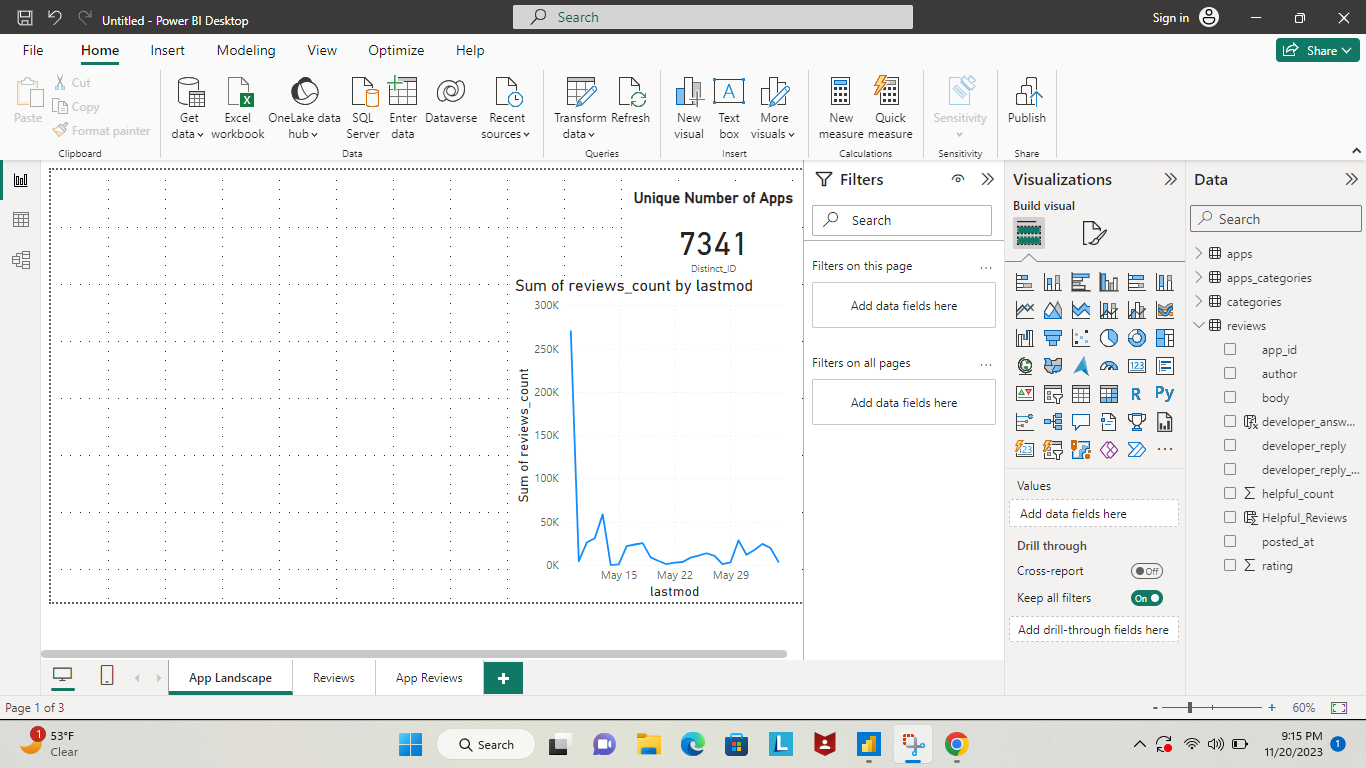 Untitled - Power BI Desktop
Search
Sign in
File Home Insert Modeling View Optimize Help
Share
Paste
Cut
Copy
Format painter
Clipboard
Get data
Excel workbook
OneLake data hub
SQL Server
Enter data
Dataverse
Recent sources
Data
Transform data
Refresh
Queries
New visual
Text box
More visuals
Insert
New measure
Quick measure
Calculations
Sensitivity
Sensitivity
Publish
Share
Unique Number of Apps
7341
Distinct_ID
Sum of reviews_count by lastmod
Sum of reviews_count
300K
250K
200K
150K
100K
50K
0K
May 15 May 22 May 29
lastmod
Filters
Search
Filters on this page ...
Add data fields here
Filters on all pages ...
Add data fields here
Visualizations
Build visual
123
R Py
123
...
Values
Add data fields here
Drill through
Cross-report Off
Keep all filters On
Add drill-through fields here
Data
Search
apps
apps_categories
categories
reviews
app_id
author
body
developer_answ...
developer_reply
developer_reply_...
helpful_count
Helpful_Reviews
posted_at
rating
App Landscape Reviews App Reviews +
Page 1 of 3
- + 60%
1
53°F
Clear
Search
L
9:15 PM
11/20/2023
1